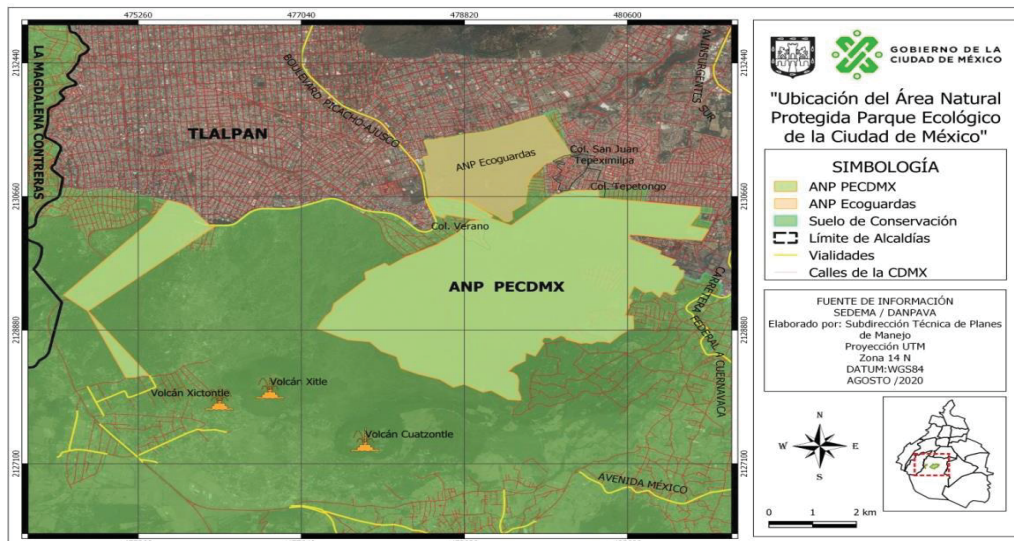 475260 477040 478820 480600
2132440
2130660
2128880
2127100
2132440
2130660
2128880
2127100
LA MAGDALENA CONTRERAS
TLALPAN
BOULEVARD PICACHO-AJUSCO
AV. INSURGENTES SUR
ANP Ecoguardas
Col. San Juan
Tepeximilpa
Col. Tepetongo
Col. Verano
ANP PECDMX
CARRETERA FEDERAL A CUERNAVACA
Volcán Xitle
Volcán Xictontle
Volcán Cuatzontle
AVENIDA MÉXICO
GOBIERNO DE LA
CIUDAD DE MÉXICO
"Ubicación del Área Natural
Protegida Parque Ecológico
de la Ciudad de México"
SIMBOLOGÍA
ANP PECDMX
ANP Ecoguardas
Suelo de Conservación
Límite de Alcaldías
Vialidades
Calles de la CDMX
FUENTE DE INFORMACIÓN
SEDEMA / DANPAVA
Elaborado por: Subdirección Técnica de Planes
de Manejo
Proyección UTM
Zona 14 N
DATUM:WGS84
AGOSTO /2020
N
W E
S
0 1 2 km